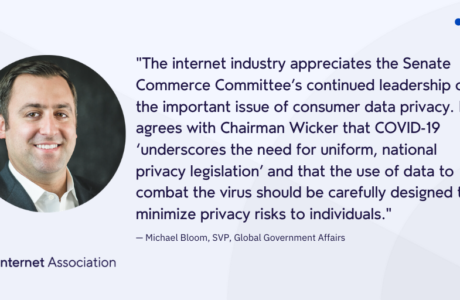 "The internet industry appreciates the Senate
Commerce Committee's continued leadership
the important issue of consumer data privacy.
agrees with Chairman Wicker that COVID-19
‘underscores the need for uniform, national
privacy legislation’ and that the use of data to
combat the virus should be carefully designed
minimize privacy risks to individuals."
— Michael Bloom, SVP, Global Government Affairs
Internet Association